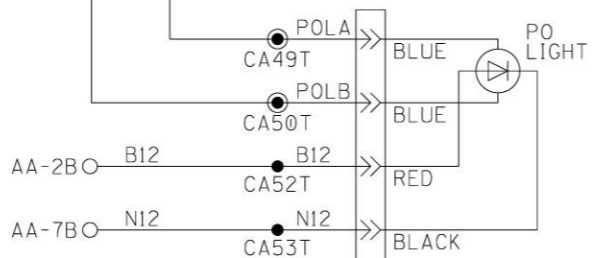 POLA
PO
LIGHT
CA49T
BLUE
POLB
CA50T
BLUE
AA-2B B12 B12
CA52T
RED
AA-7B N12 N12
CA53T
BLACK